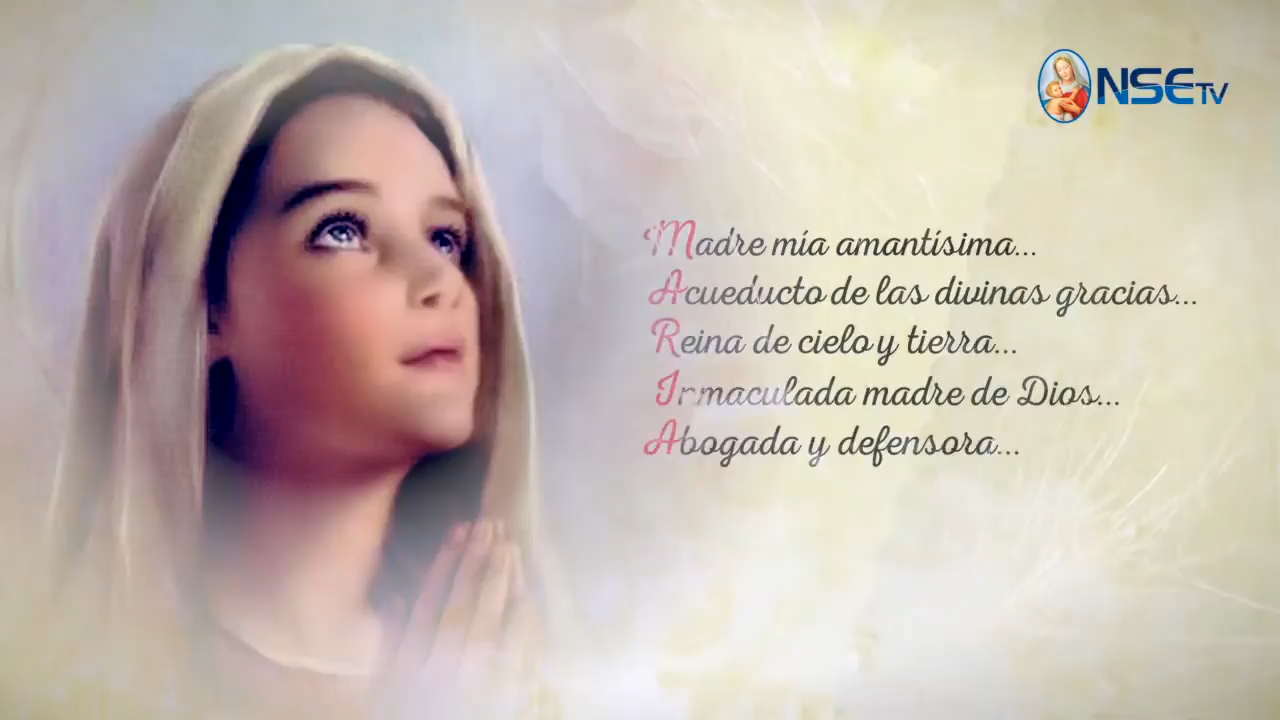 NSETV
Madre mía amantísima...
Acueducto de las divinas gracias...
Reina de cielo y tierra...
Inmaculada madre de Dios...
Abogada y defensora...